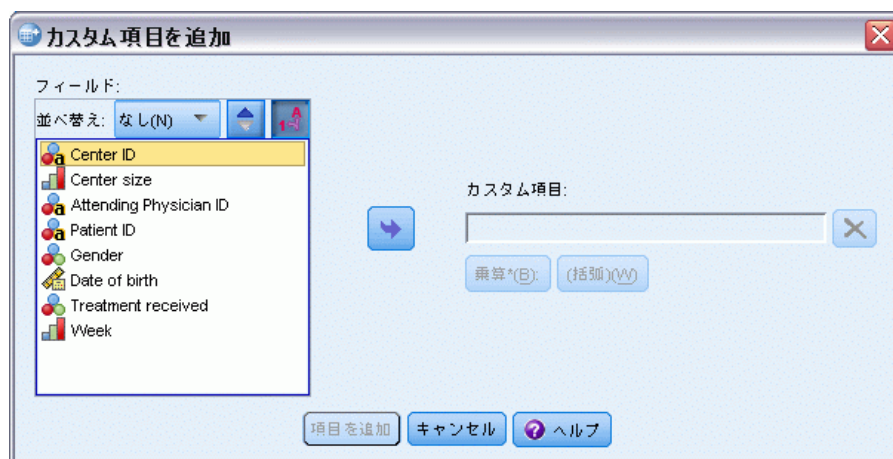 カスタム項目を追加
フィールド:
並べ替え: なし(N)
Center ID
Center size
Attending Physician ID
Patient ID
Gender
Date of birth
Treatment received
Week
カスタム項目:
乗算*(B): (括弧)(W)
項目を追加 キャンセル ヘルプ